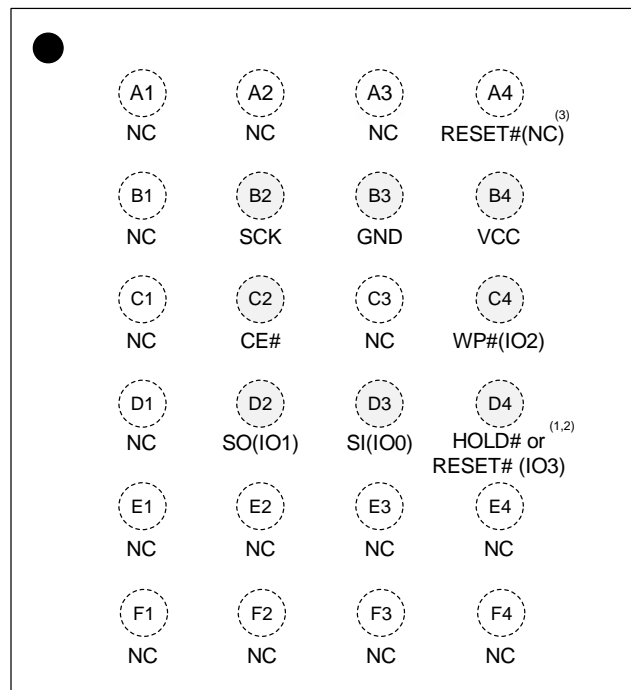 A1 A2 A3 A4
NC NC NC RESET#(NC) (3)
B1 B2 B3 B4
NC SCK GND VCC
C1 C2 C3 C4
NC CE# NC WP#(IO2)
D1 D2 D3 D4
NC SO(IO1) SI(IO0) HOLD# or (1,2)
RESET# (IO3)
E1 E2 E3 E4
NC NC NC NC
F1 F2 F3 F4
NC NC NC NC